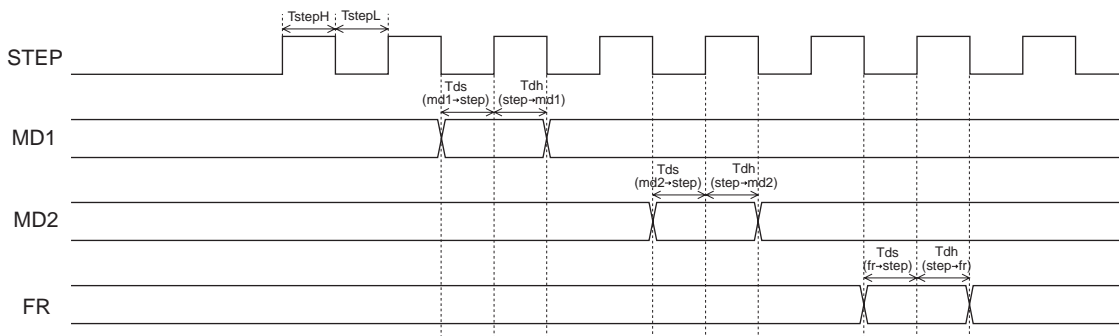 TstepH TstepL
STEP
Tds Tdh
(md1→step) (step→md1)
MD1
Tds Tdh
(md2→step) (step→md2)
MD2
Tds Tdh
(fr→step) (step→fr)
FR